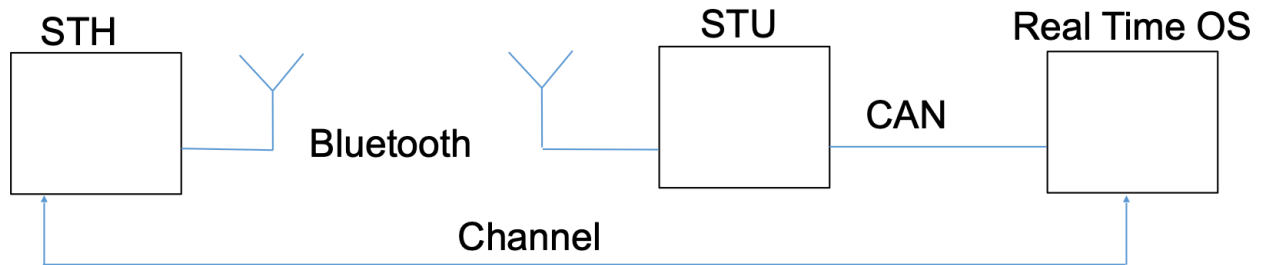 STH
STU
Real Time OS
CAN
Bluetooth
Channel